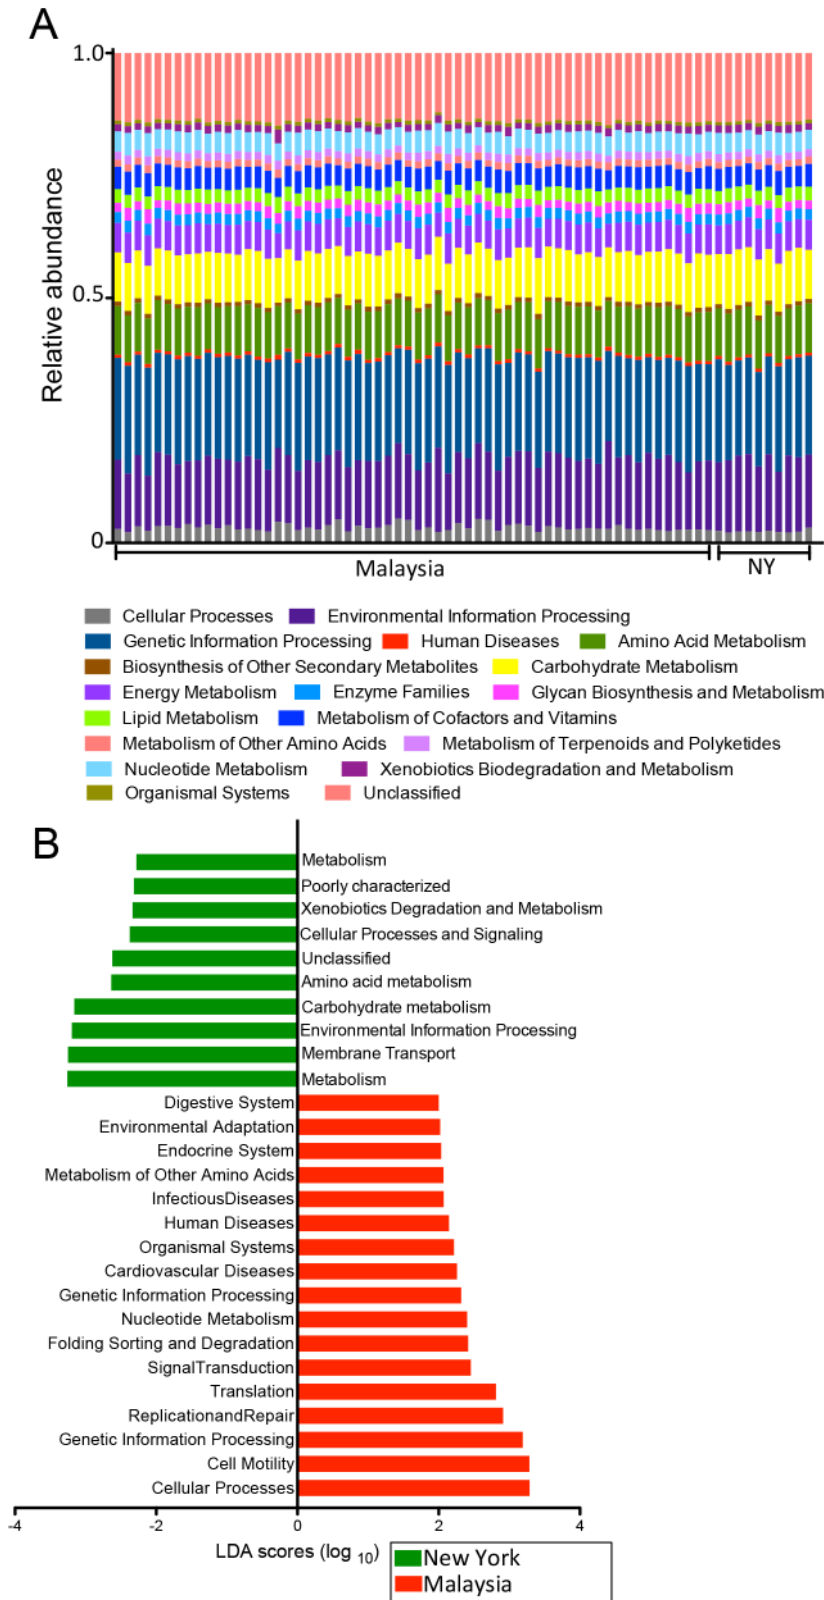 A
1.0
Relative abundance
0.5
0
Malaysia
NY
Cellular Processes Environmental Information Processing
Genetic Information Processing Human Diseases Amino Acid Metabolism
Biosynthesis of Other Secondary Metabolites Carbohydrate Metabolism
Energy Metabolism Enzyme Families Glycan Biosynthesis and Metabolism
Lipid Metabolism Metabolism of Cofactors and Vitamins
Metabolism of Other Amino Acids Metabolism of Terpenoids and Polyketides
Nucleotide Metabolism Xenobiotics Biodegradation and Metabolism
Organismal Systems Unclassified
B
Metabolism
Poorly characterized
Xenobiotics Degradation and Metabolism
Cellular Processes and Signaling
Unclassified
Amino acid metabolism
Carbohydrate metabolism
Environmental Information Processing
Membrane Transport
Metabolism
Digestive System
Environmental Adaptation
Endocrine System
Metabolism of Other Amino Acids
InfectiousDiseases
Human Diseases
Organismal Systems
Cardiovascular Diseases
Genetic Information Processing
Nucleotide Metabolism
Folding Sorting and Degradation
SignalTransduction
Translation
ReplicationandRepair
Genetic Information Processing
Cell Motility
Cellular Processes
-4 -2 0 2 4
LDA scores (log 10)
New York
Malaysia